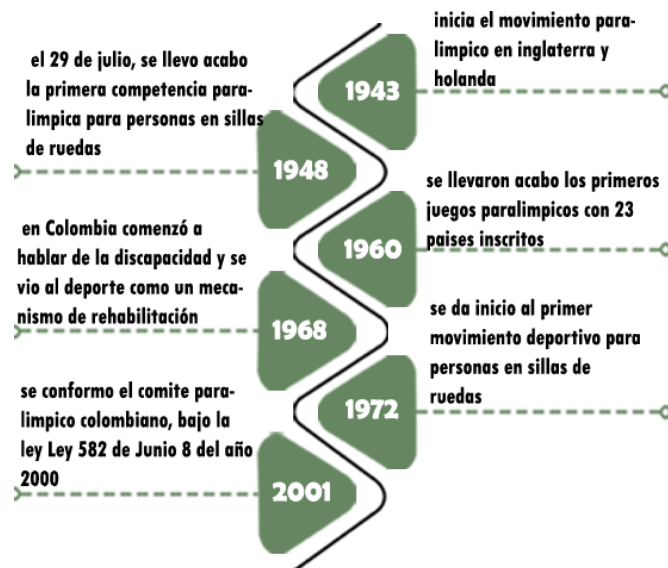 inicia el movimiento para-
limpico en inglaterra y
holanda
1943
el 29 de julio, se llevo acabo
la primera competencia para-
limpica para personas en sillas
de ruedas
1948
se llevaron acabo los primeros
juegos paralimpicos con 23
paises inscritos
1960
en Colombia comenzó a
hablar de la discapacidad y se
vio al deporte como un meca-
nismo de rehabilitación
1968
se da inicio al primer
movimiento deportivo para
personas en sillas de
ruedas
1972
se conformo el comite para-
limpico colombiano, bajo la
ley Ley 582 de Junio 8 del año
2000
2001